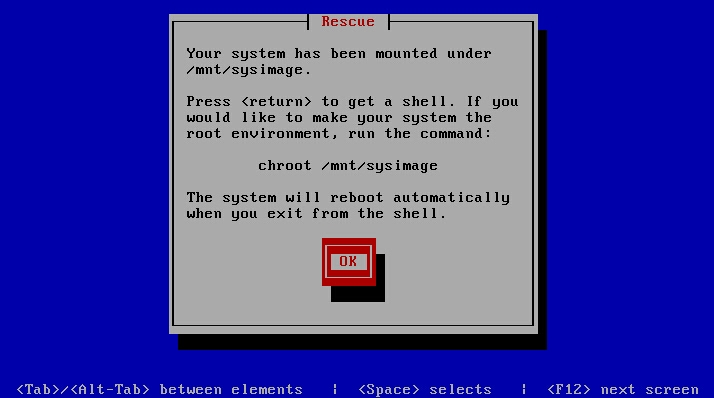 Rescue
Your system has been mounted under
/mnt/sysimage.
Press <return> to get a shell. If you
would like to make your system the
root environment, run the command:
chroot /mnt/sysimage
The system will reboot automatically
when you exit from the shell.
OK
<Tab>/<Alt-Tab> between elements | <Space> selects | <F12> next screen